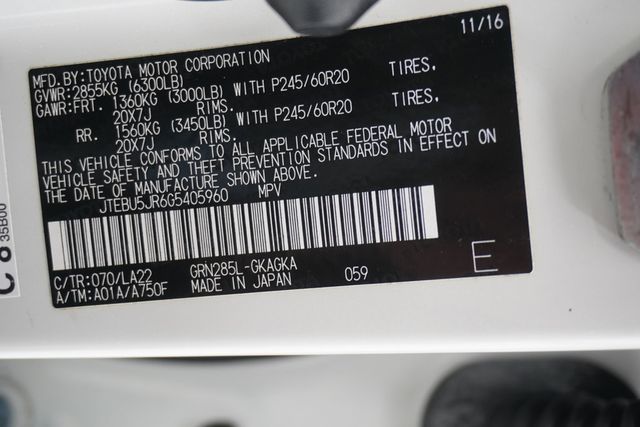 11/16
MFD.BY:TOYOTA MOTOR CORPORATION
GVWR:2855KG (6300LB)
GAWR:FRT. 1360KG (3000LB) WITH P245/60R20 TIRES,
20X7J RIMS.
RR. 1560KG (3450LB) WITH P245/60R20 TIRES,
20X7J RIMS.
THIS VEHICLE CONFORMS TO ALL APPLICABLE FEDERAL MOTOR
VEHICLE SAFETY AND THEFT PREVENTION STANDARDS IN EFFECT ON
THE DATE OF MANUFACTURE SHOWN ABOVE.
JTEBU5JR6G5405960 MPV
C/TR:070/LA22 GRN285L-GKAGKA 059 E
A/TM:A01A/A750F MADE IN JAPAN
C 8 35B00